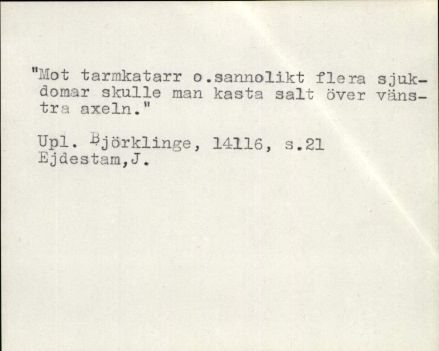 "Mot tarmkatarr o.sannolikt flera sjuk-
domar skulle man kasta salt över väns-
tra axeln."
Upl. Björklinge, 14116, s.21
Ejdestam,J.